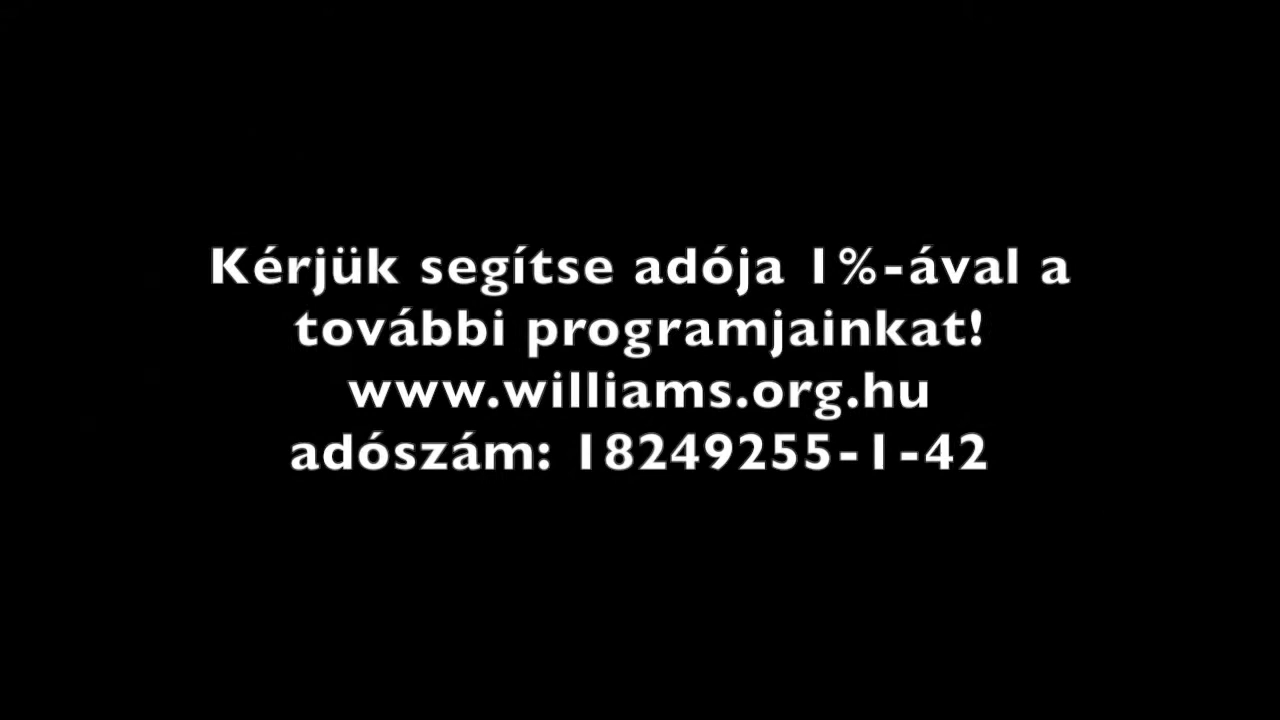 Kérjük segítse adója 1%-ával a
további programjainkat!
www.williams.org.hu
adószám: 18249255-1-42